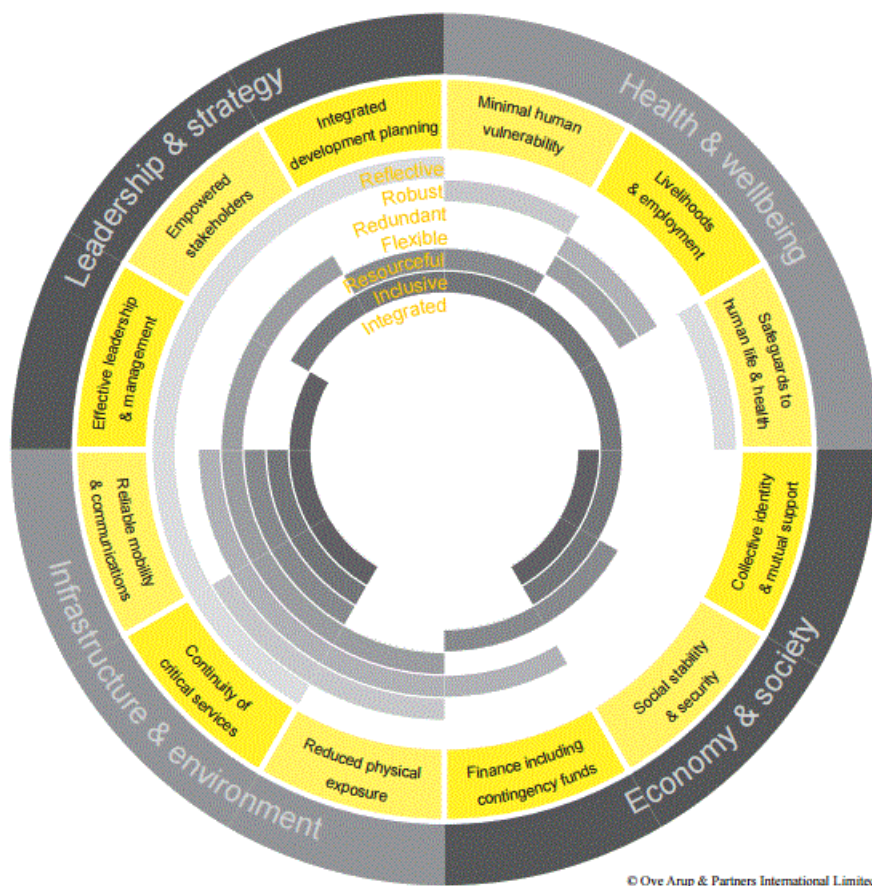 Leadership & strategy
Health & wellbeing
Economy & society
Infrastructure & environment
Integrated
development planning
Minimal human
vulnerability
Livelihoods
& employment
Safeguards to
human life & health
Collective identity
& mutual support
Social stability
& security
Finance including
contingency funds
Reduced physical
exposure
Continuity of
critical services
Reliable mobility
& communications
Effective leadership
& management
Empowered
stakeholders
Reflective
Robust
Redundant
Flexible
Resourceful
Inclusive
Integrated
© Ove Arup & Partners International Limited